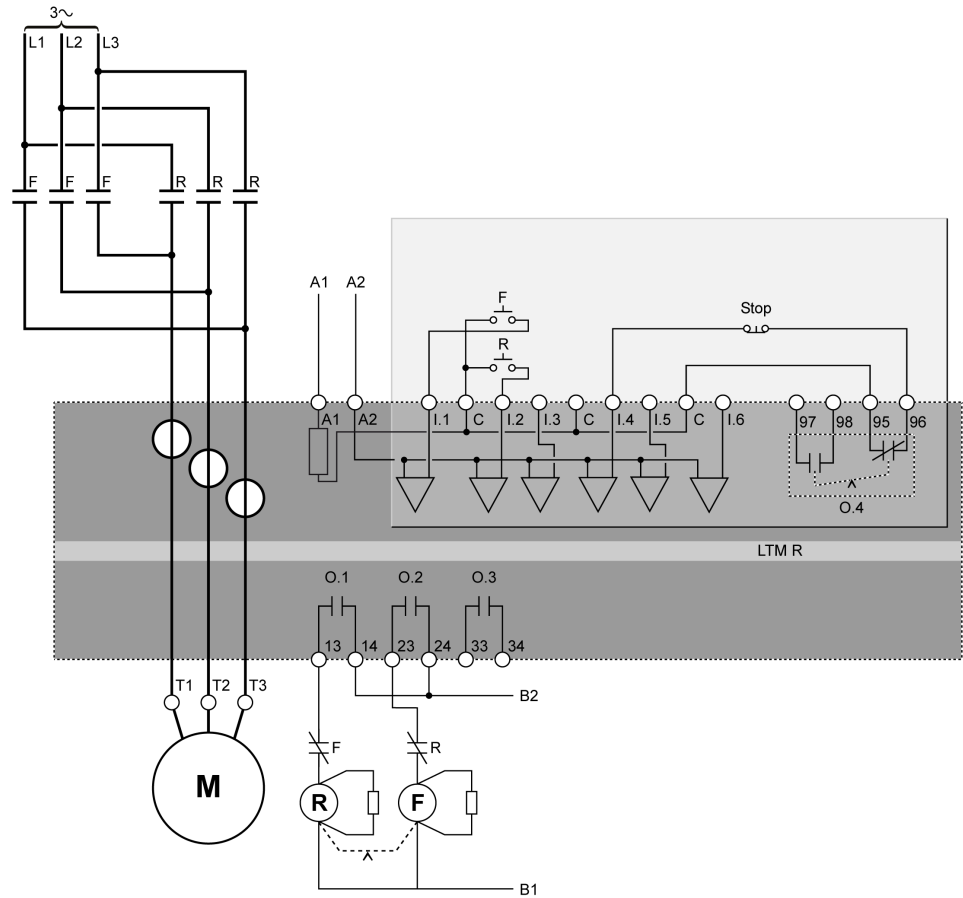 3∼
L1 L2 L3
F F F R R R
A1 A2
F
R
Stop
A1 A2 I.1 C I.2 I.3 C I.4 I.5 C I.6 97 98 95 96
O.4
LTM R
O.1 O.2 O.3
13 14 23 24 33 34
T1 T2 T3
B2
F R
M
R F
B1